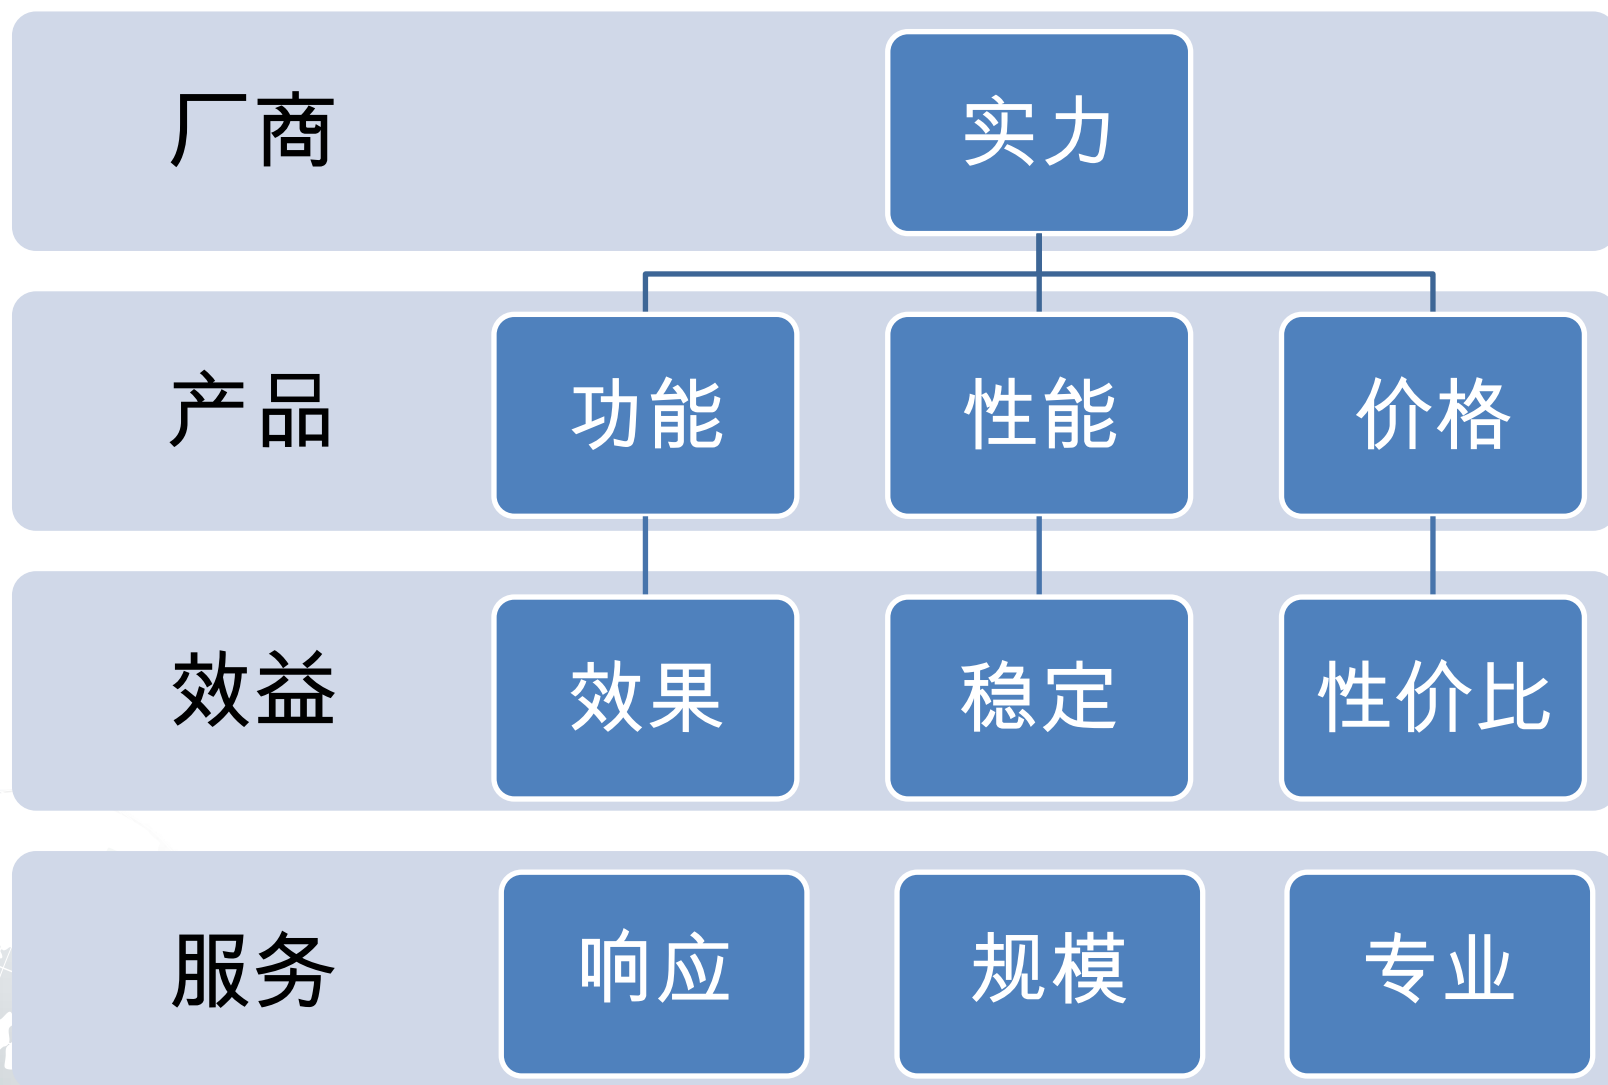 厂商
实力
产品
功能
性能
价格
效益
效果
稳定
性价比
服务
响应
规模
专业